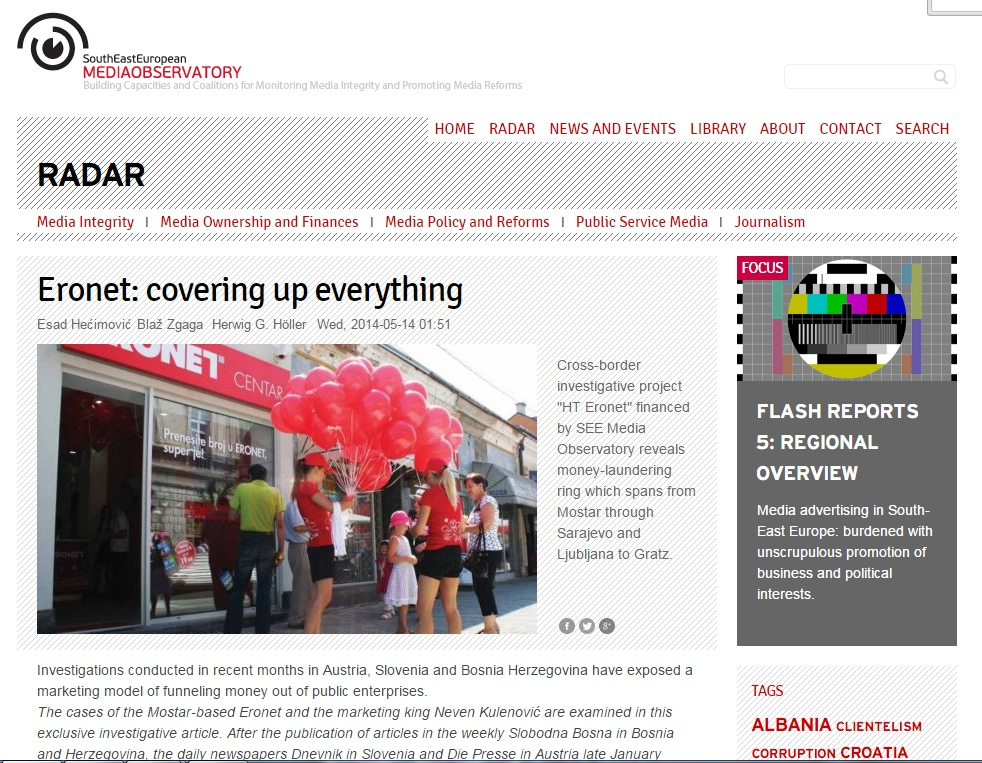 SouthEastEuropean
MEDIAOBSERVATORY
Building Capacities and Coalitions for Monitoring Media Integrity and Promoting Media Reforms
HOME RADAR NEWS AND EVENTS LIBRARY ABOUT CONTACT SEARCH
RADAR
Media Integrity | Media Ownership and Finances | Media Policy and Reforms | Public Service Media | Journalism
Eronet: covering up everything
Esad Hećimović Blaž Zgaga Herwig G. Höller Wed, 2014-05-14 01:51
ERONET CENTAR
Prenesite broj u ERONET,
super je!
Cross-border
investigative project
"HT Eronet" financed
by SEE Media
Observatory reveals
money-laundering
ring which spans from
Mostar through
Sarajevo and
Ljubljana to Gratz.
Investigations conducted in recent months in Austria, Slovenia and Bosnia Herzegovina have exposed a
marketing model of funneling money out of public enterprises.
The cases of the Mostar-based Eronet and the marketing king Neven Kulenović are examined in this
exclusive investigative article. After the publication of articles in the weekly Slobodna Bosna in Bosnia
and Herzegovina, the daily newspapers Dnevnik in Slovenia and Die Presse in Austria late January
FOCUS
FLASH REPORTS
5: REGIONAL
OVERVIEW
Media advertising in South-
East Europe: burdened with
unscrupulous promotion of
business and political
interests.
TAGS
ALBANIA CLIENTELISM
CORRUPTION CROATIA